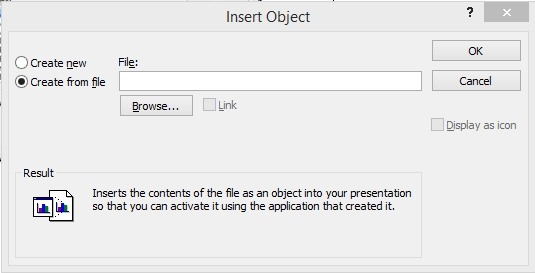 Insert Object
? ×
Create new
Create from file
File:
Browse...
Link
OK
Cancel
Display as icon
Result
Inserts the contents of the file as an object into your presentation
so that you can activate it using the application that created it.